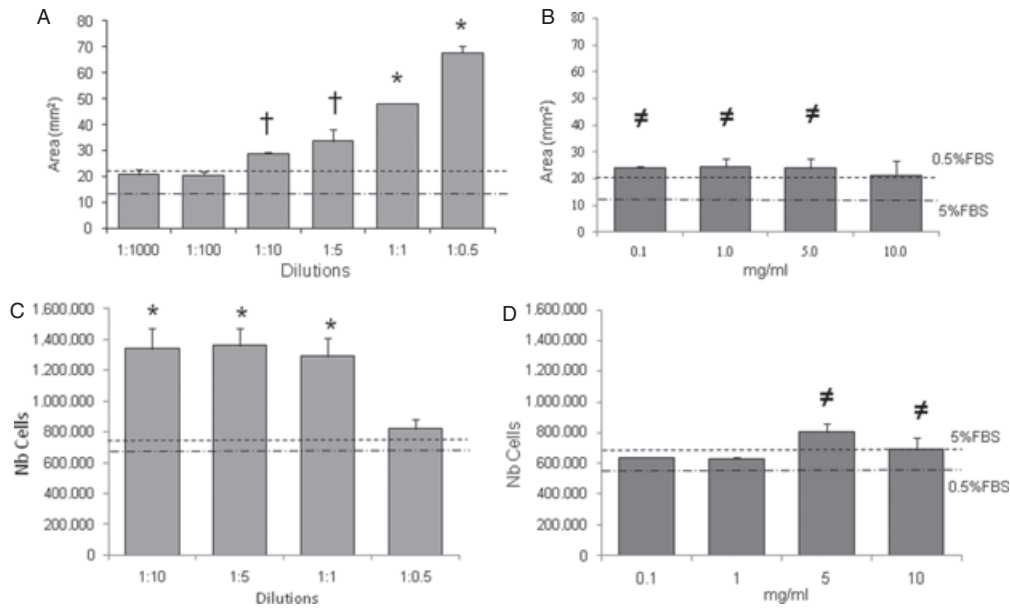 A
Area (mm²)
80
70
60
50
40
30
20
10
0
†
†
*
*
1:1000 1:100 1:10 1:5 1:1 1:0.5
Dilutions
B
Area (mm²)
80
70
60
50
40
30
20
10
0
≠ ≠ ≠
0.5%FBS
5%FBS
0.1 1.0 5.0 10.0
mg/ml
C
Nb Cells
1.600.000
1.400.000
1.200.000
1.000.000
800.000
600.000
400.000
200.000
0
* * *
1:10 1:5 1:1 1:0.5
Dilutions
D
Nb Cells
1.600.000
1.400.000
1.200.000
1.000.000
800.000
600.000
400.000
200.000
0
≠
≠
5%FBS
0.5%FBS
0.1 1 5 10
mg/ml